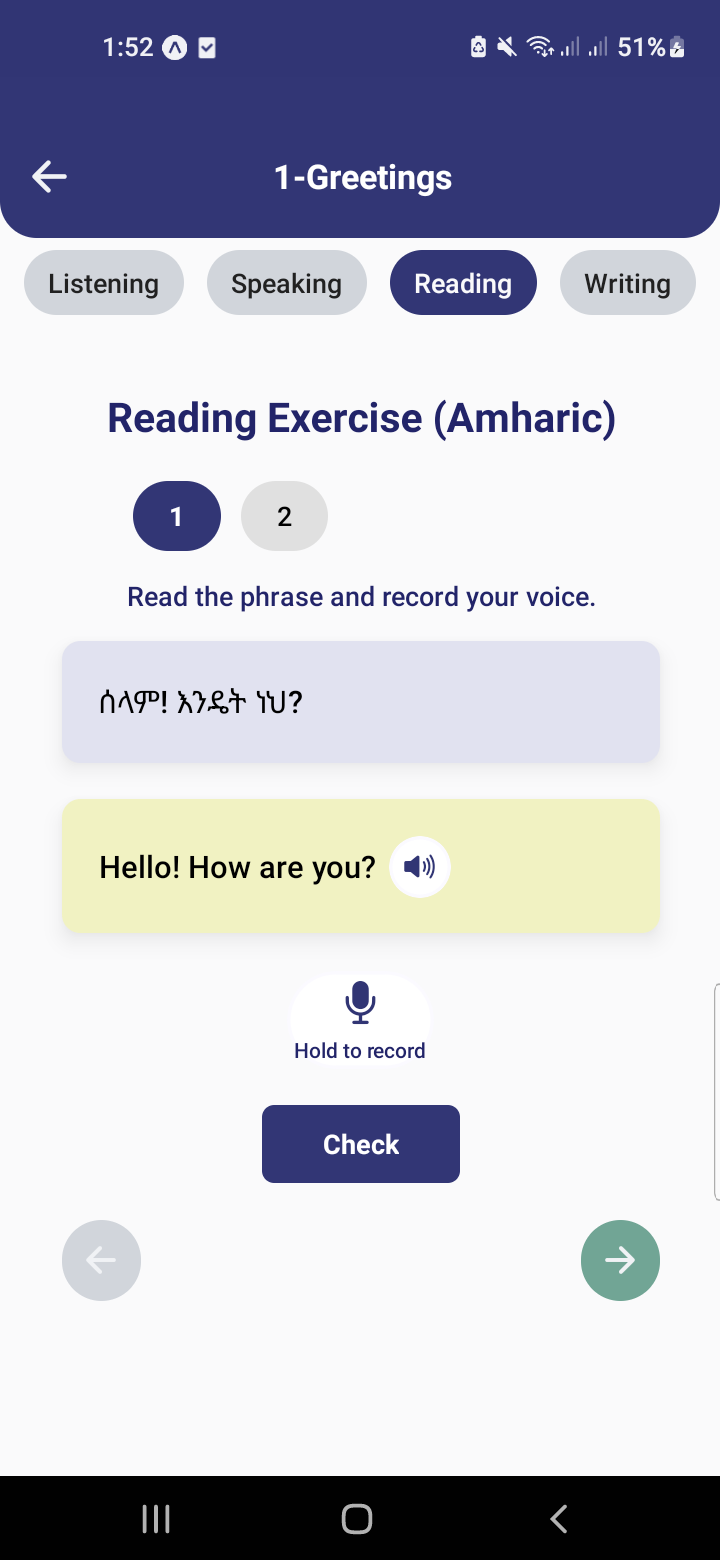 1:52
51%
1-Greetings
Listening Speaking Reading Writing
Reading Exercise (Amharic)
1 2
Read the phrase and record your voice.
ሰላም! እንዴት ነህ?
Hello! How are you?
Hold to record
Check